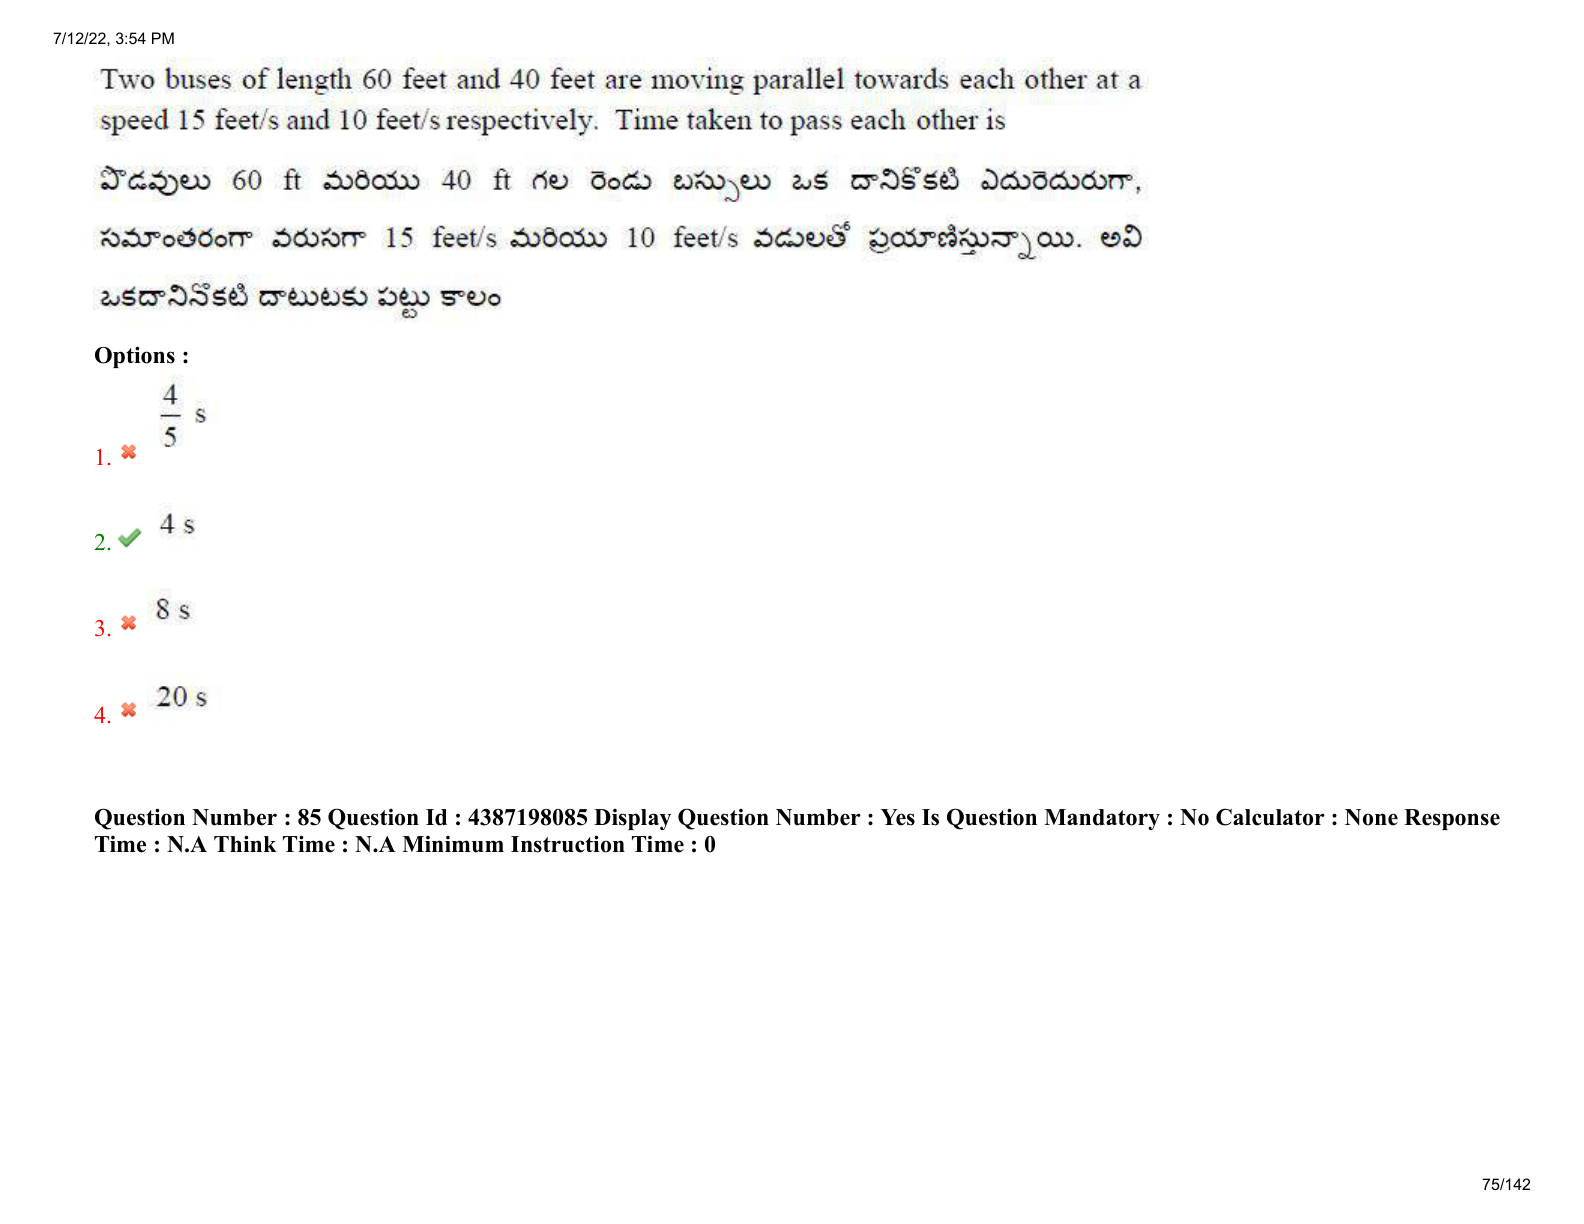 7/12/22, 3:54 PM
Two buses of length 60 feet and 40 feet are moving parallel towards each other at a
speed 15 feet/s and 10 feet/s respectively. Time taken to pass each other is
పొడవులు 60 ft మరియు 40 ft గల రెండు బస్సులు ఒక దానికొకటి ఎదురెదురుగా,
సమాంతరంగా వరుసగా 15 feet/s మరియు 10 feet/s వడులతో ప్రయాణిస్తున్నాయి. అవి
ఒకదానినొకటి దాటుటకు పట్టు కాలం
Options :
4
5
s
1.
4 s
2.
8 s
3.
20 s
4.
Question Number : 85 Question Id : 4387198085 Display Question Number : Yes Is Question Mandatory : No Calculator : None Response
Time : N.A Think Time : N.A Minimum Instruction Time : 0
75/142